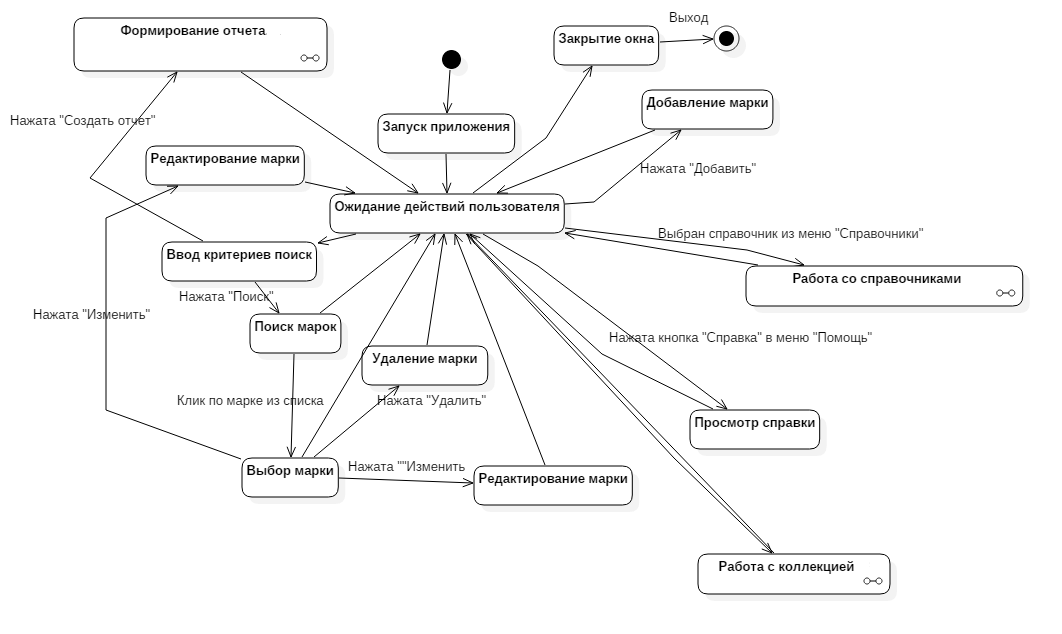 Выход
Формирование отчета
Закрытие окна
Добавление марки
Нажата "Создать отчет"
Запуск приложения
Редактирование марки
Нажата "Добавить"
Ожидание действий пользователя
Выбран справочник из меню "Справочники"
Ввод критериев поиск
Работа со справочниками
Нажата "Поиск"
Нажата "Изменить"
Поиск марок
Нажата кнопка "Справка" в меню "Помощь"
Удаление марки
Клик по марке из списка
Нажата "Удалить"
Просмотр справки
Выбор марки
Нажата ""Изменить
Редактирование марки
Работа с коллекцией